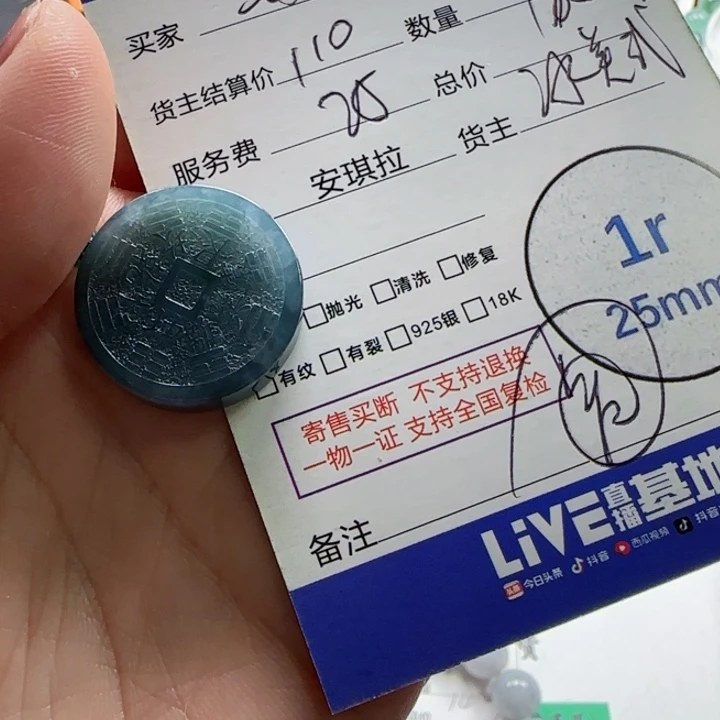 买家 数量
货主结算价 110 总价
服务费 25 货主
安琪拉
1r
25mm
抛光 清洗 修复
有纹 有裂 925银 18K
寄售买断 不支持退换
一物一证 支持全国复检
备注
LiVE直播基地
头条 今日头条 抖音 西瓜视频 抖音